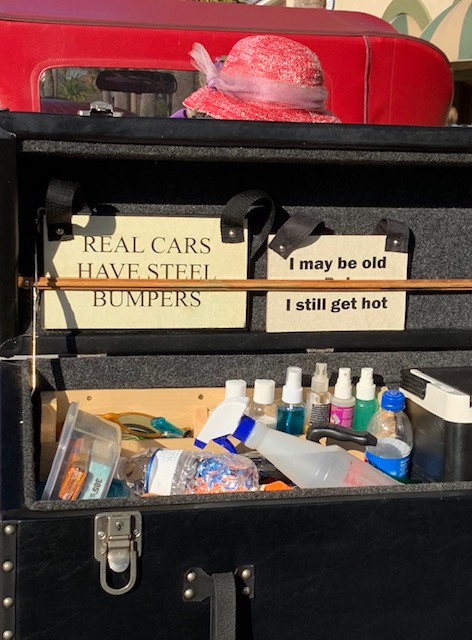 REAL CARS
HAVE STEEL
BUMPERS
I may be old
I still get hot